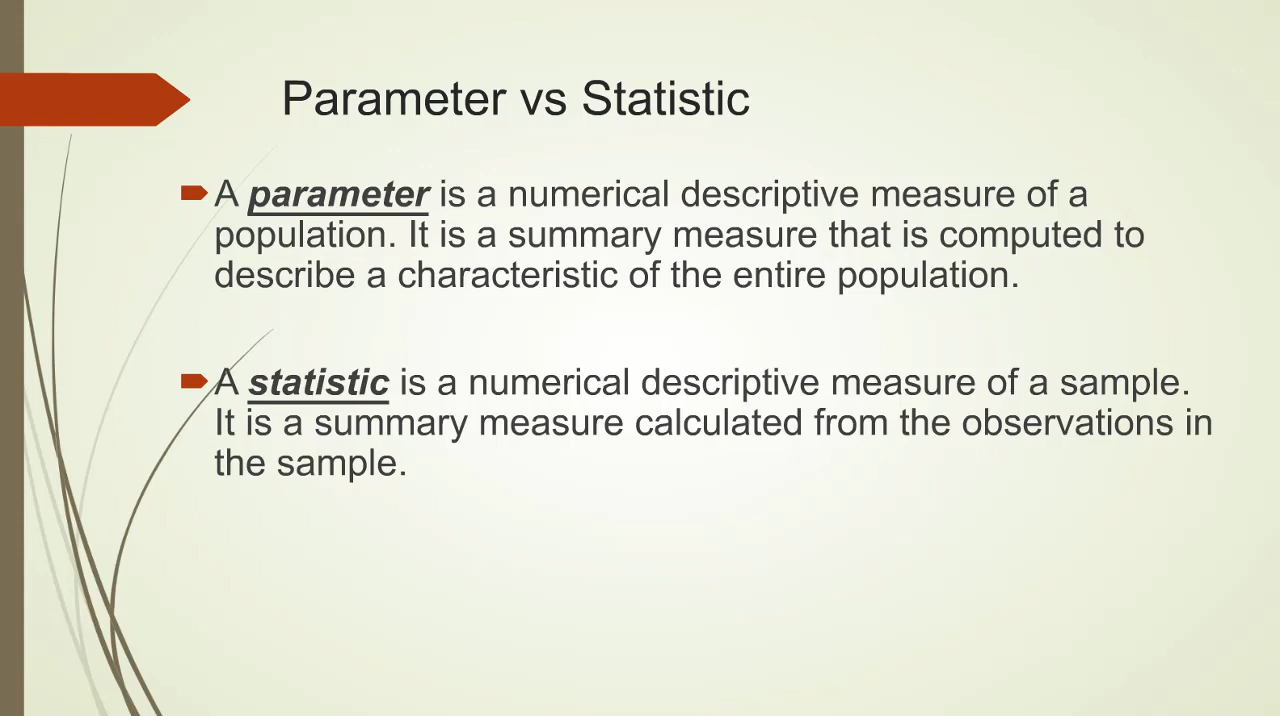 Parameter vs Statistic
A parameter is a numerical descriptive measure of a
population. It is a summary measure that is computed to
describe a characteristic of the entire population.
A statistic is a numerical descriptive measure of a sample.
It is a summary measure calculated from the observations in
the sample.